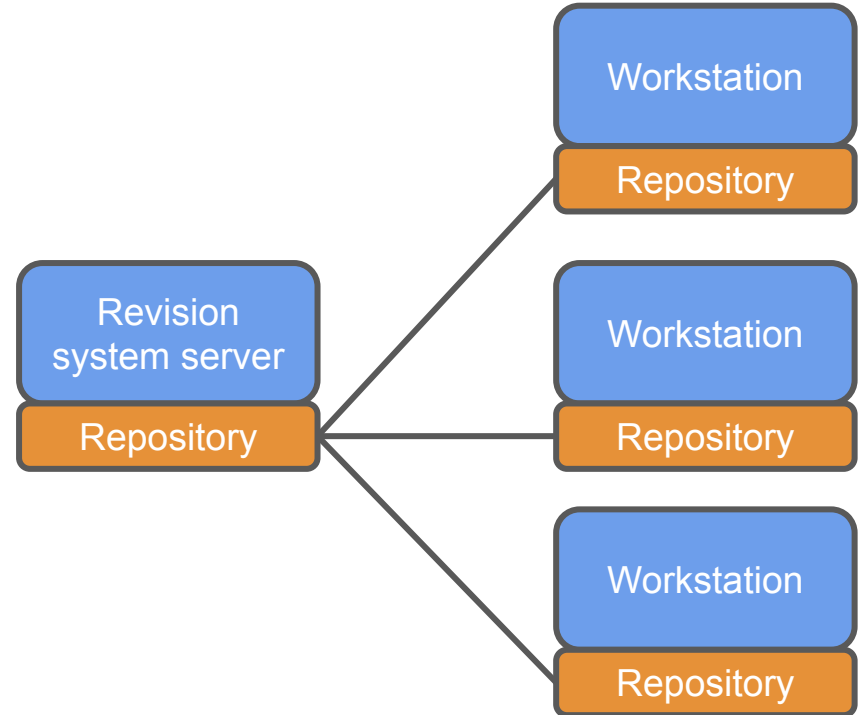 Workstation
Repository
Revision
system server
Repository
Workstation
Repository
Workstation
Repository